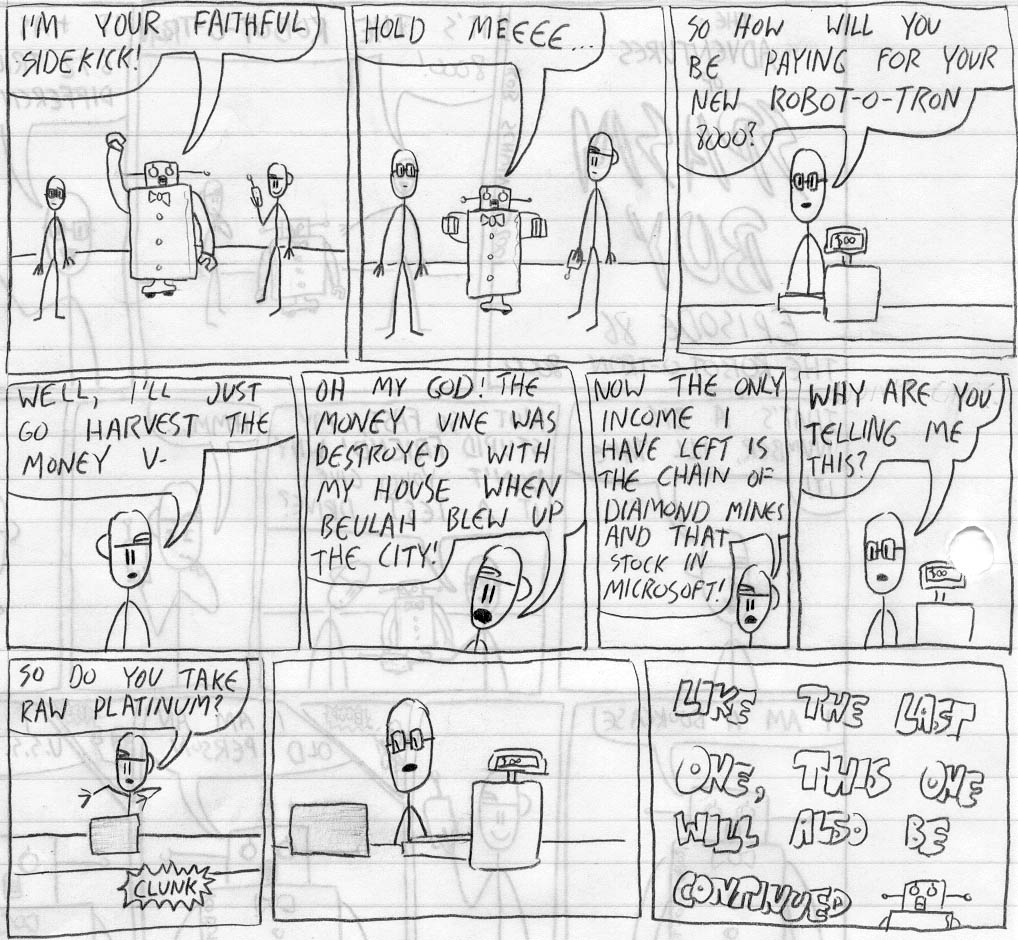 I'M YOUR FAITHFUL
SIDEKICK!
HOLD MEEEE...
SO HOW WILL YOU
BE PAYING FOR YOUR
NEW ROBOT-O-TRON
8000?
300
WELL, I'LL JUST
GO HARVEST THE
MONEY V-
OH MY GOD! THE
MONEY VINE WAS
DESTROYED WITH
MY HOUSE WHEN
BEULAH BLEW UP
THE CITY!
NOW THE ONLY
INCOME I
HAVE LEFT IS
THE CHAIN OF
DIAMOND MINES
AND THAT
STOCK IN
MICROSOFT!
WHY ARE YOU
TELLING ME
THIS?
300
SO DO YOU TAKE
RAW PLATINUM?
CLUNK
300
LIKE THE LAST
ONE, THIS ONE
WILL ALSO BE
CONTINUED